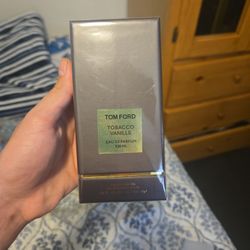 TOM FORD
TOBACCO
VANILLE
EAU DE PARFUM